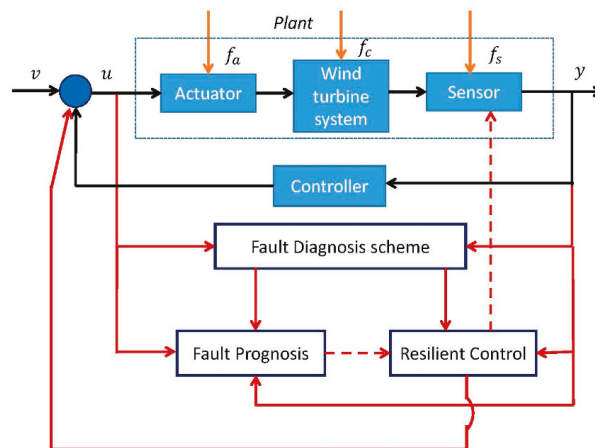 Plant
f_a
f_c
f_s
v
u
y
Actuator
Wind
turbine
system
Sensor
Controller
Fault Diagnosis scheme
Fault Prognosis
Resilient Control